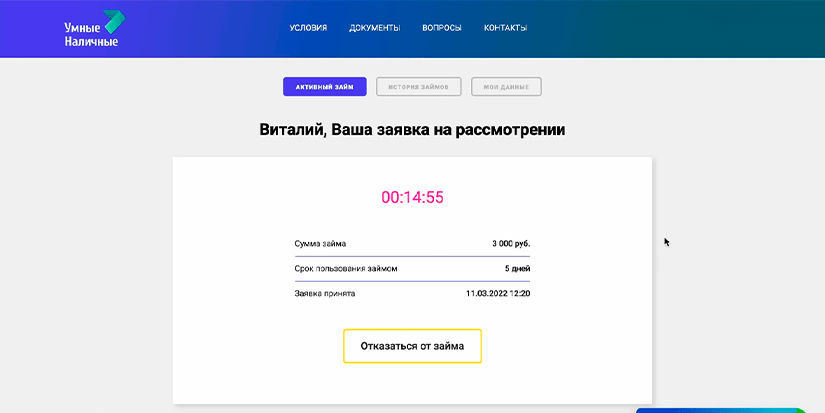 Умные
Наличные
УСЛОВИЯ ДОКУМЕНТЫ ВОПРОСЫ КОНТАКТЫ
АКТИВНЫЙ ЗАЙМ ИСТОРИЯ ЗАЙМОВ МОИ ДАННЫЕ
Виталий, Ваша заявка на рассмотрении
00:14:55
Сумма займа 3 000 руб.
Срок пользования займом 5 дней
Заявка принята 11.03.2022 12:20
Отказаться от займа